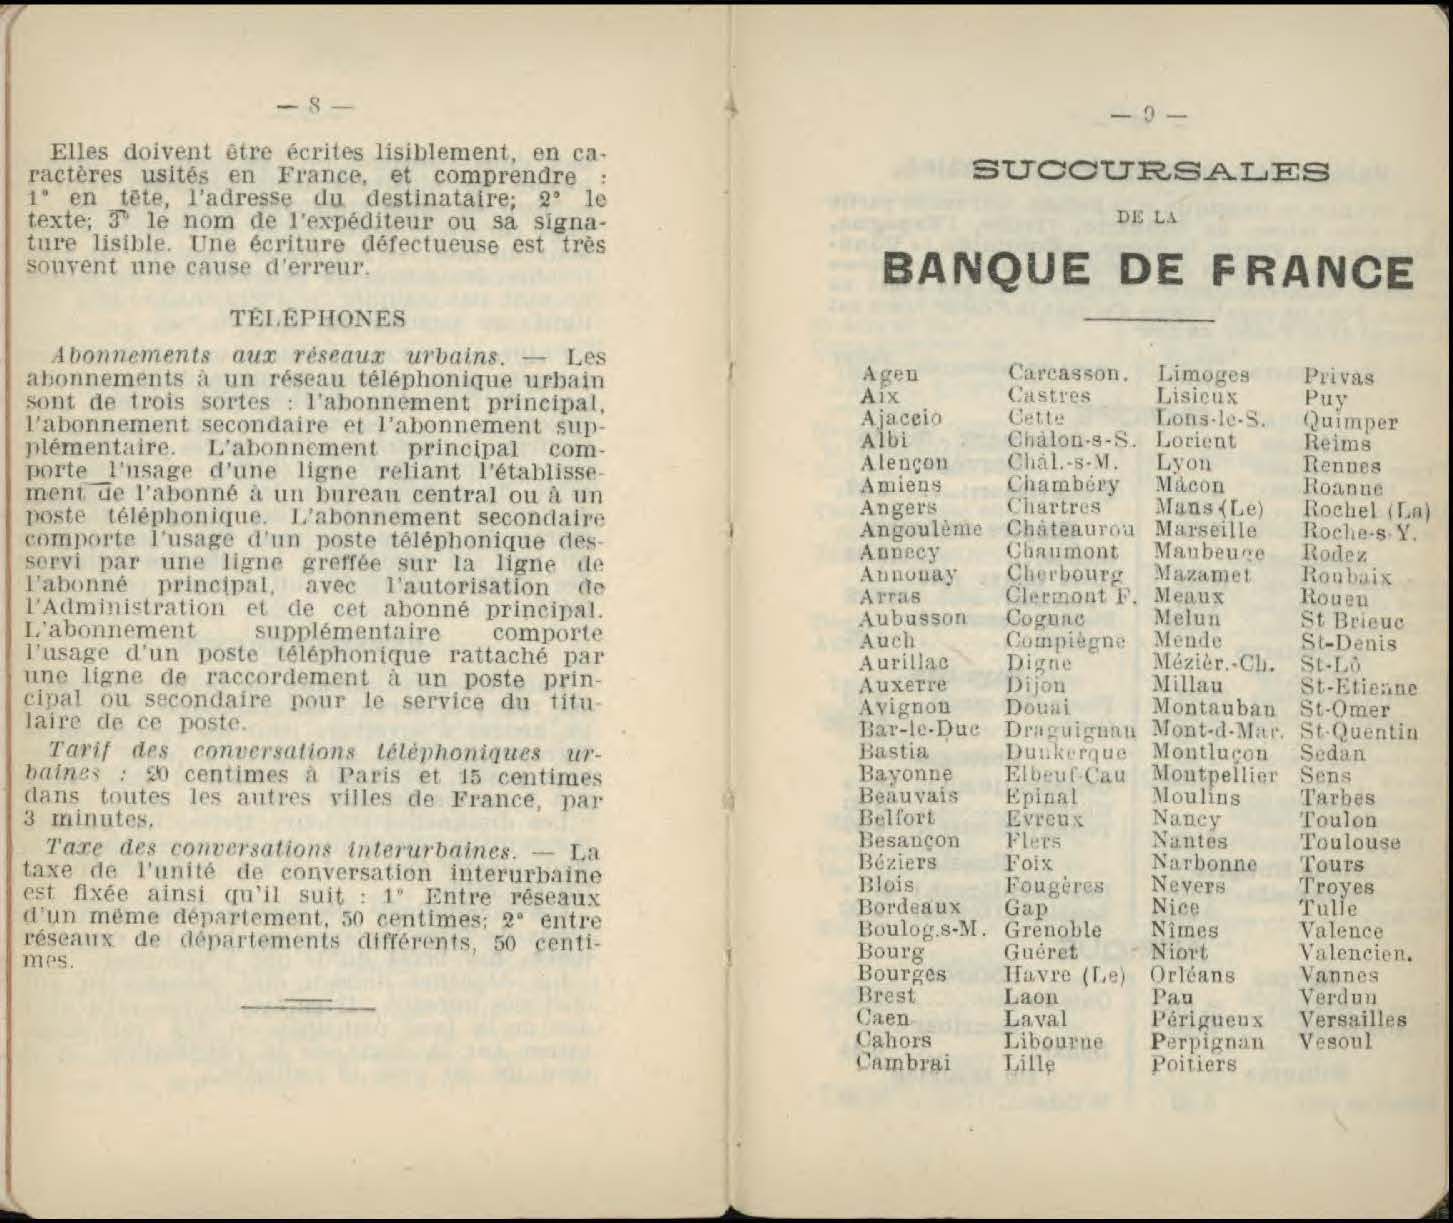 — 8 —
Elles doivent être écrites lisiblement, en ca-
ractères usités en France, et comprendre :
1° en tête, l'adresse du destinataire; 2° le
texte; 3° le nom de l'expéditeur ou sa signa-
ture lisible. Une écriture défectueuse est très
souvent une cause d'erreur.
TÉLÉPHONES
Abonnements aux réseaux urbains. — Les
abonnements à un réseau téléphonique urbain
sont de trois sortes : l'abonnement principal,
l'abonnement secondaire et l'abonnement sup-
plémentaire. L'abonnement principal com-
porte l'usage d'une ligne reliant l'établisse-
ment de l'abonné à un bureau central ou à un
poste téléphonique. L'abonnement secondaire
comporte l'usage d'un poste téléphonique des-
servi par une ligne greffée sur la ligne de
l'abonné principal, avec l'autorisation de
l'Administration et de cet abonné principal.
L'abonnement supplémentaire comporte
l'usage d'un poste téléphonique rattaché par
une ligne de raccordement à un poste prin-
cipal ou secondaire pour le service du titu-
laire de ce poste.
Tarif des conversations téléphoniques ur-
baines : 20 centimes à Paris et 15 centimes
dans toutes les autres villes de France, par
3 minutes.
Taxe des conversations interurbaines. — La
taxe de l'unité de conversation interurbaine
est fixée ainsi qu'il suit : 1° Entre réseaux
d'un même département, 50 centimes; 2° entre
réseaux de départements différents, 50 centi-
mes.
— 9 —
SUCCURSALES
DE LA
BANQUE DE FRANCE
Agen
Aix
Ajaccio
Albi
Alençon
Amiens
Angers
Angoulême
Annecy
Annonay
Arras
Aubusson
Auch
Aurillac
Auxerre
Avignon
Bar-le-Duc
Bastia
Bayonne
Beauvais
Belfort
Besançon
Béziers
Blois
Bordeaux
Boulog.s-M.
Bourg
Bourges
Brest
Caen
Cahors
Cambrai
Carcasson.
Castres
Cette
Châlon-s-S.
Châl.-s-M.
Chambéry
Chartres
Châteaurou
Chaumont
Cherbourg
Clermont F.
Cognac
Compiègne
Digne
Dijon
Douai
Draguignan
Dunkerque
Elbeuf-Cau
Epinal
Evreux
Flers
Foix
Fougères
Gap
Grenoble
Guéret
Havre (Le)
Laon
Laval
Libourne
Lille
Limoges
Lisieux
Lons-le-S.
Lorient
Lyon
Mâcon
Mans (Le)
Marseille
Maubeuge
Mazamet
Meaux
Melun
Mende
Mézièr.-Ch.
Millau
Montauban
Mont-d-Mar.
Montluçon
Montpellier
Moulins
Nancy
Nantes
Narbonne
Nevers
Nice
Nîmes
Niort
Orléans
Pau
Périgueux
Perpignan
Poitiers
Privas
Puy
Quimper
Reims
Rennes
Roanne
Rochel (La)
Roche-s-Y.
Rodez
Roubaix
Rouen
St Brieuc
St-Denis
St-Lô
St-Etienne
St-Omer
St-Quentin
Sedan
Sens
Tarbes
Toulon
Toulouse
Tours
Troyes
Tulle
Valence
Valencien.
Vannes
Verdun
Versailles
Vesoul